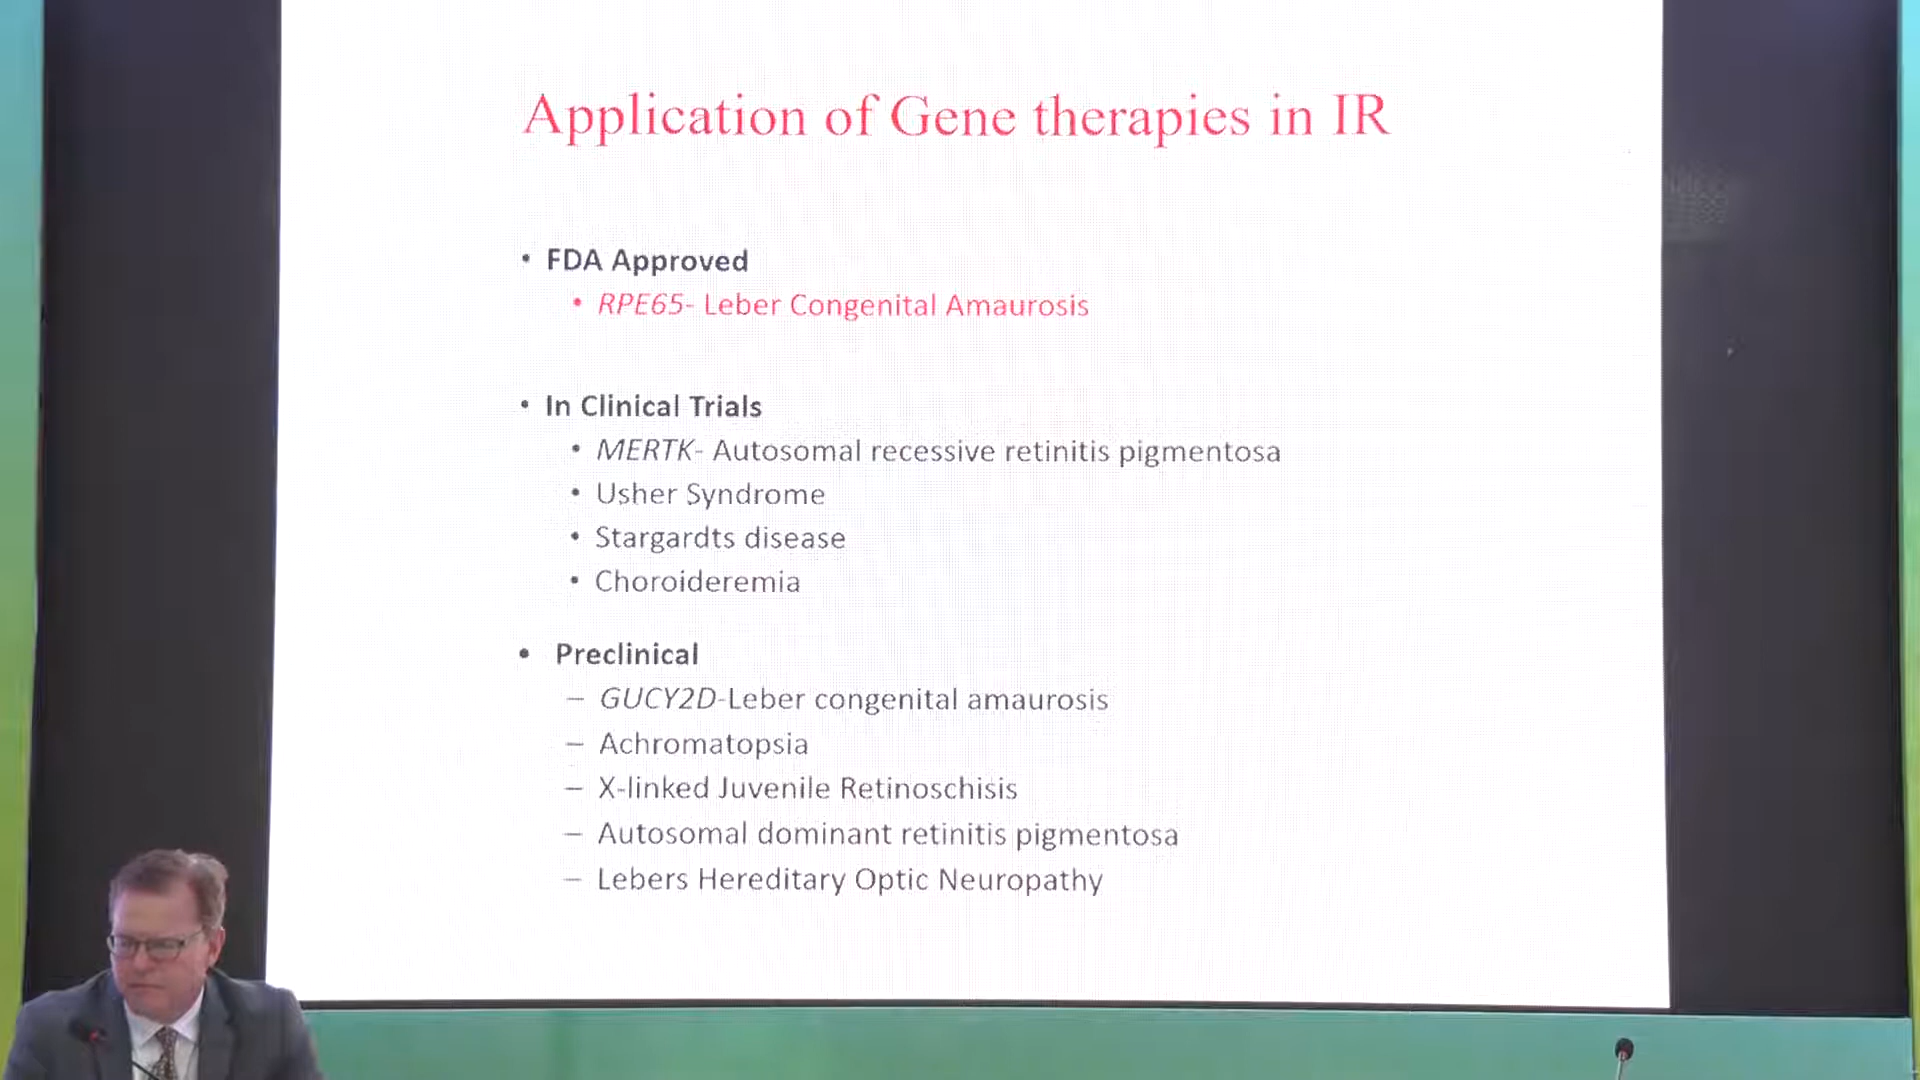 Application of Gene therapies in IR
• FDA Approved
• RPE65- Leber Congenital Amaurosis
• In Clinical Trials
• MERTK- Autosomal recessive retinitis pigmentosa
• Usher Syndrome
• Stargardts disease
• Choroideremia
• Preclinical
– GUCY2D-Leber congenital amaurosis
– Achromatopsia
– X-linked Juvenile Retinoschisis
– Autosomal dominant retinitis pigmentosa
– Lebers Hereditary Optic Neuropathy